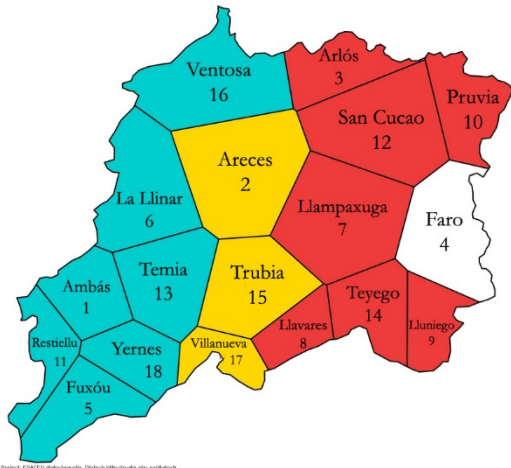 Ventosa
16
Arlós
3
San Cucao
12
Pruvia
10
Areces
2
La Llinar
6
Llampaxuga
7
Faro
4
Ambás
1
Temia
13
Trubia
15
Teyego
14
Llavares
8
Lluniego
9
Restiellu
11
Yernes
18
Villanueva
17
Fuxóu
5